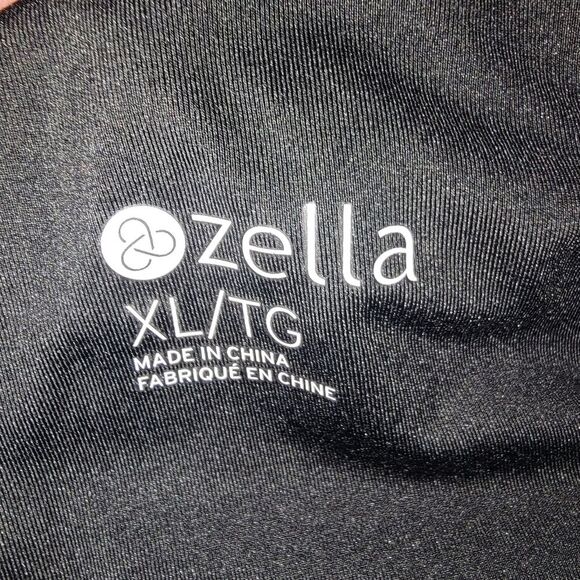 zella
XL/TG
MADE IN CHINA
FABRIQUÉ EN CHINE